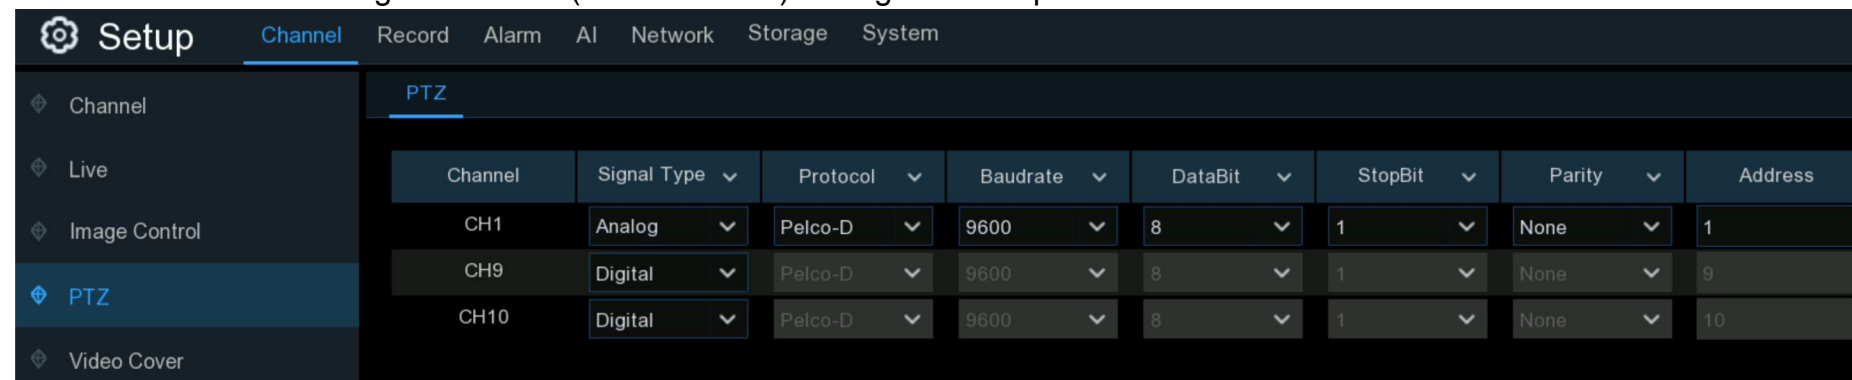 Setup Channel Record Alarm AI Network Storage System
Channel
Live
Image Control
PTZ
Video Cover
PTZ
Channel Signal Type Protocol Baudrate DataBit StopBit Parity Address
CH1 Analog Pelco-D 9600 8 1 None 1
CH9 Digital Pelco-D 9600 8 1 None 9
CH10 Digital Pelco-D 9600 8 1 None 10